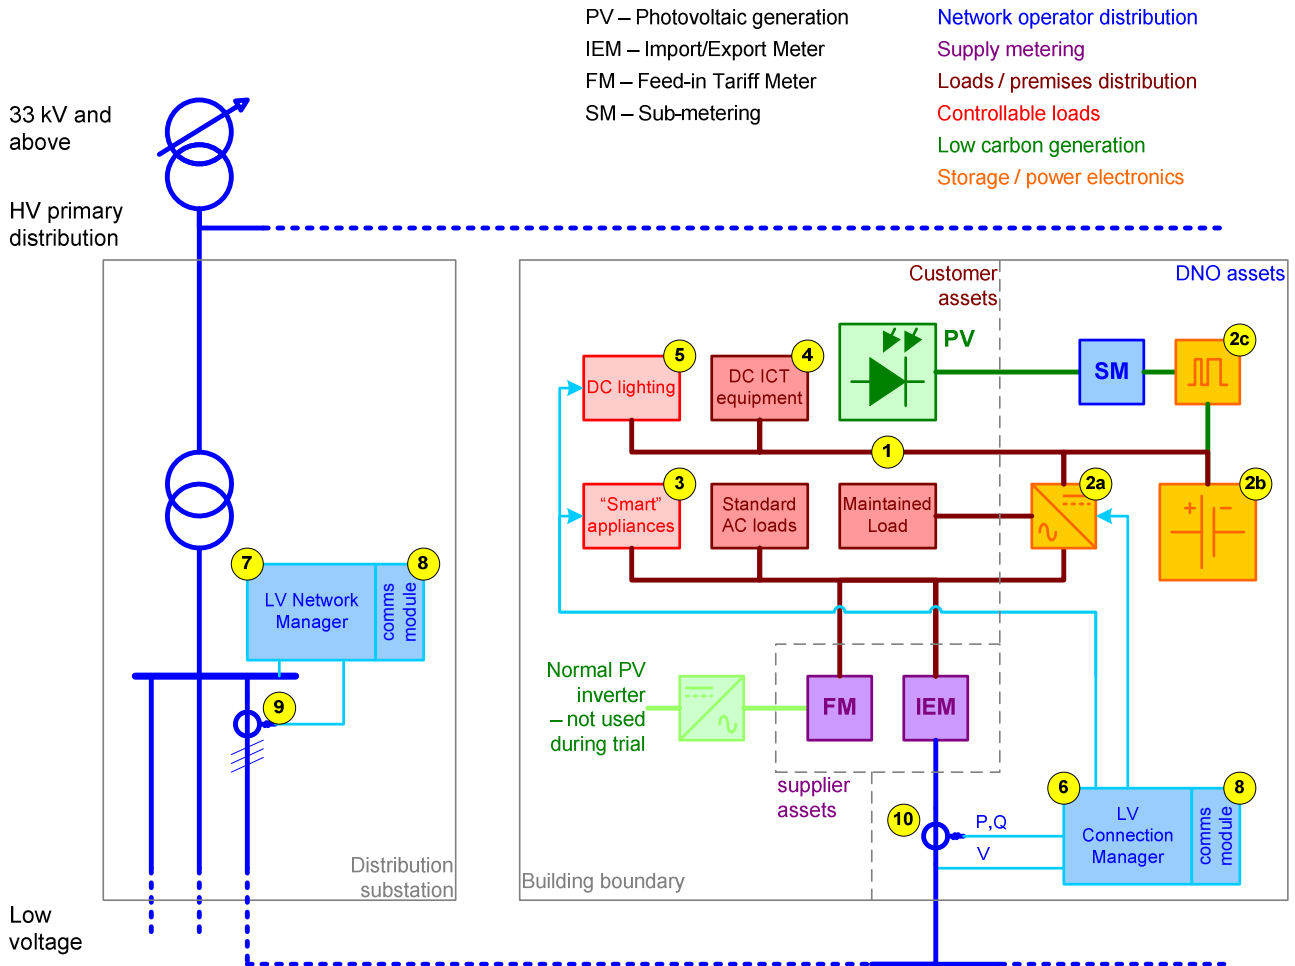 PV – Photovoltaic generation
IEM – Import/Export Meter
FM – Feed-in Tariff Meter
SM – Sub-metering
Network operator distribution
Supply metering
Loads / premises distribution
Controllable loads
Low carbon generation
Storage / power electronics
33 kV and
above
HV primary
distribution
Customer
assets
DNO assets
5
DC lighting
4
DC ICT
equipment
PV
SM
2c
1
3
"Smart"
appliances
Standard
AC loads
Maintained
Load
2a
2b
7
LV Network
Manager
8
comms
module
9
Normal PV
inverter
– not used
during trial
FM
IEM
supplier
assets
10
P,Q
V
6
LV
Connection
Manager
8
comms
module
Distribution
substation
Building boundary
Low
voltage